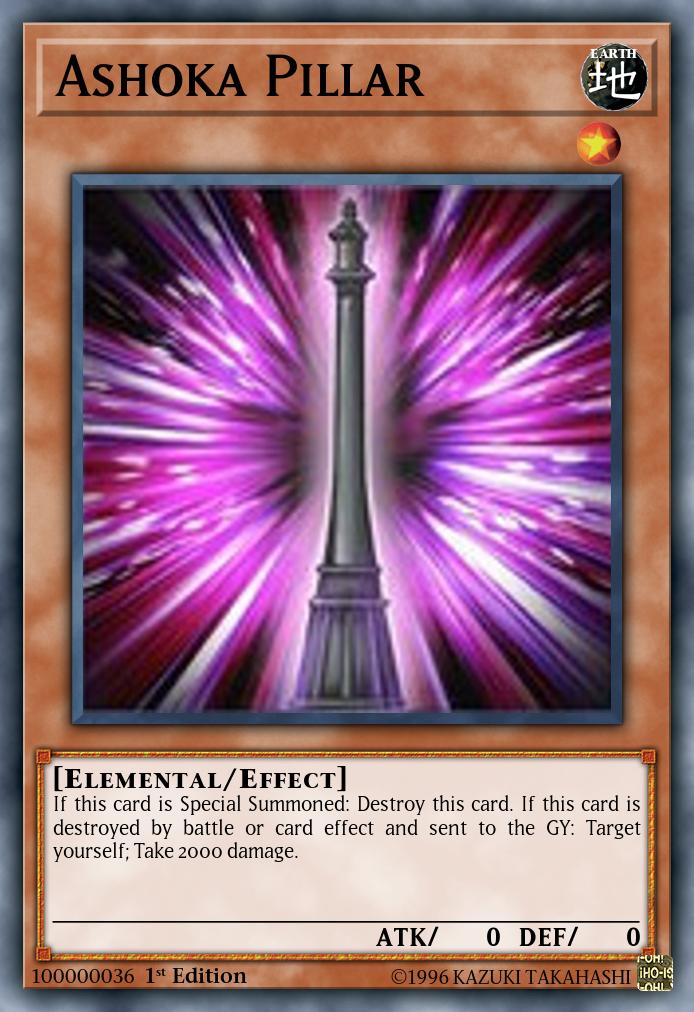 Ashoka Pillar
EARTH
地
[Elemental/Effect]
If this card is Special Summoned: Destroy this card. If this card is
destroyed by battle or card effect and sent to the GY: Target
yourself; Take 2000 damage.
ATK/ 0 DEF/ 0
100000036 1st Edition ©1996 KAZUKI TAKAHASHI